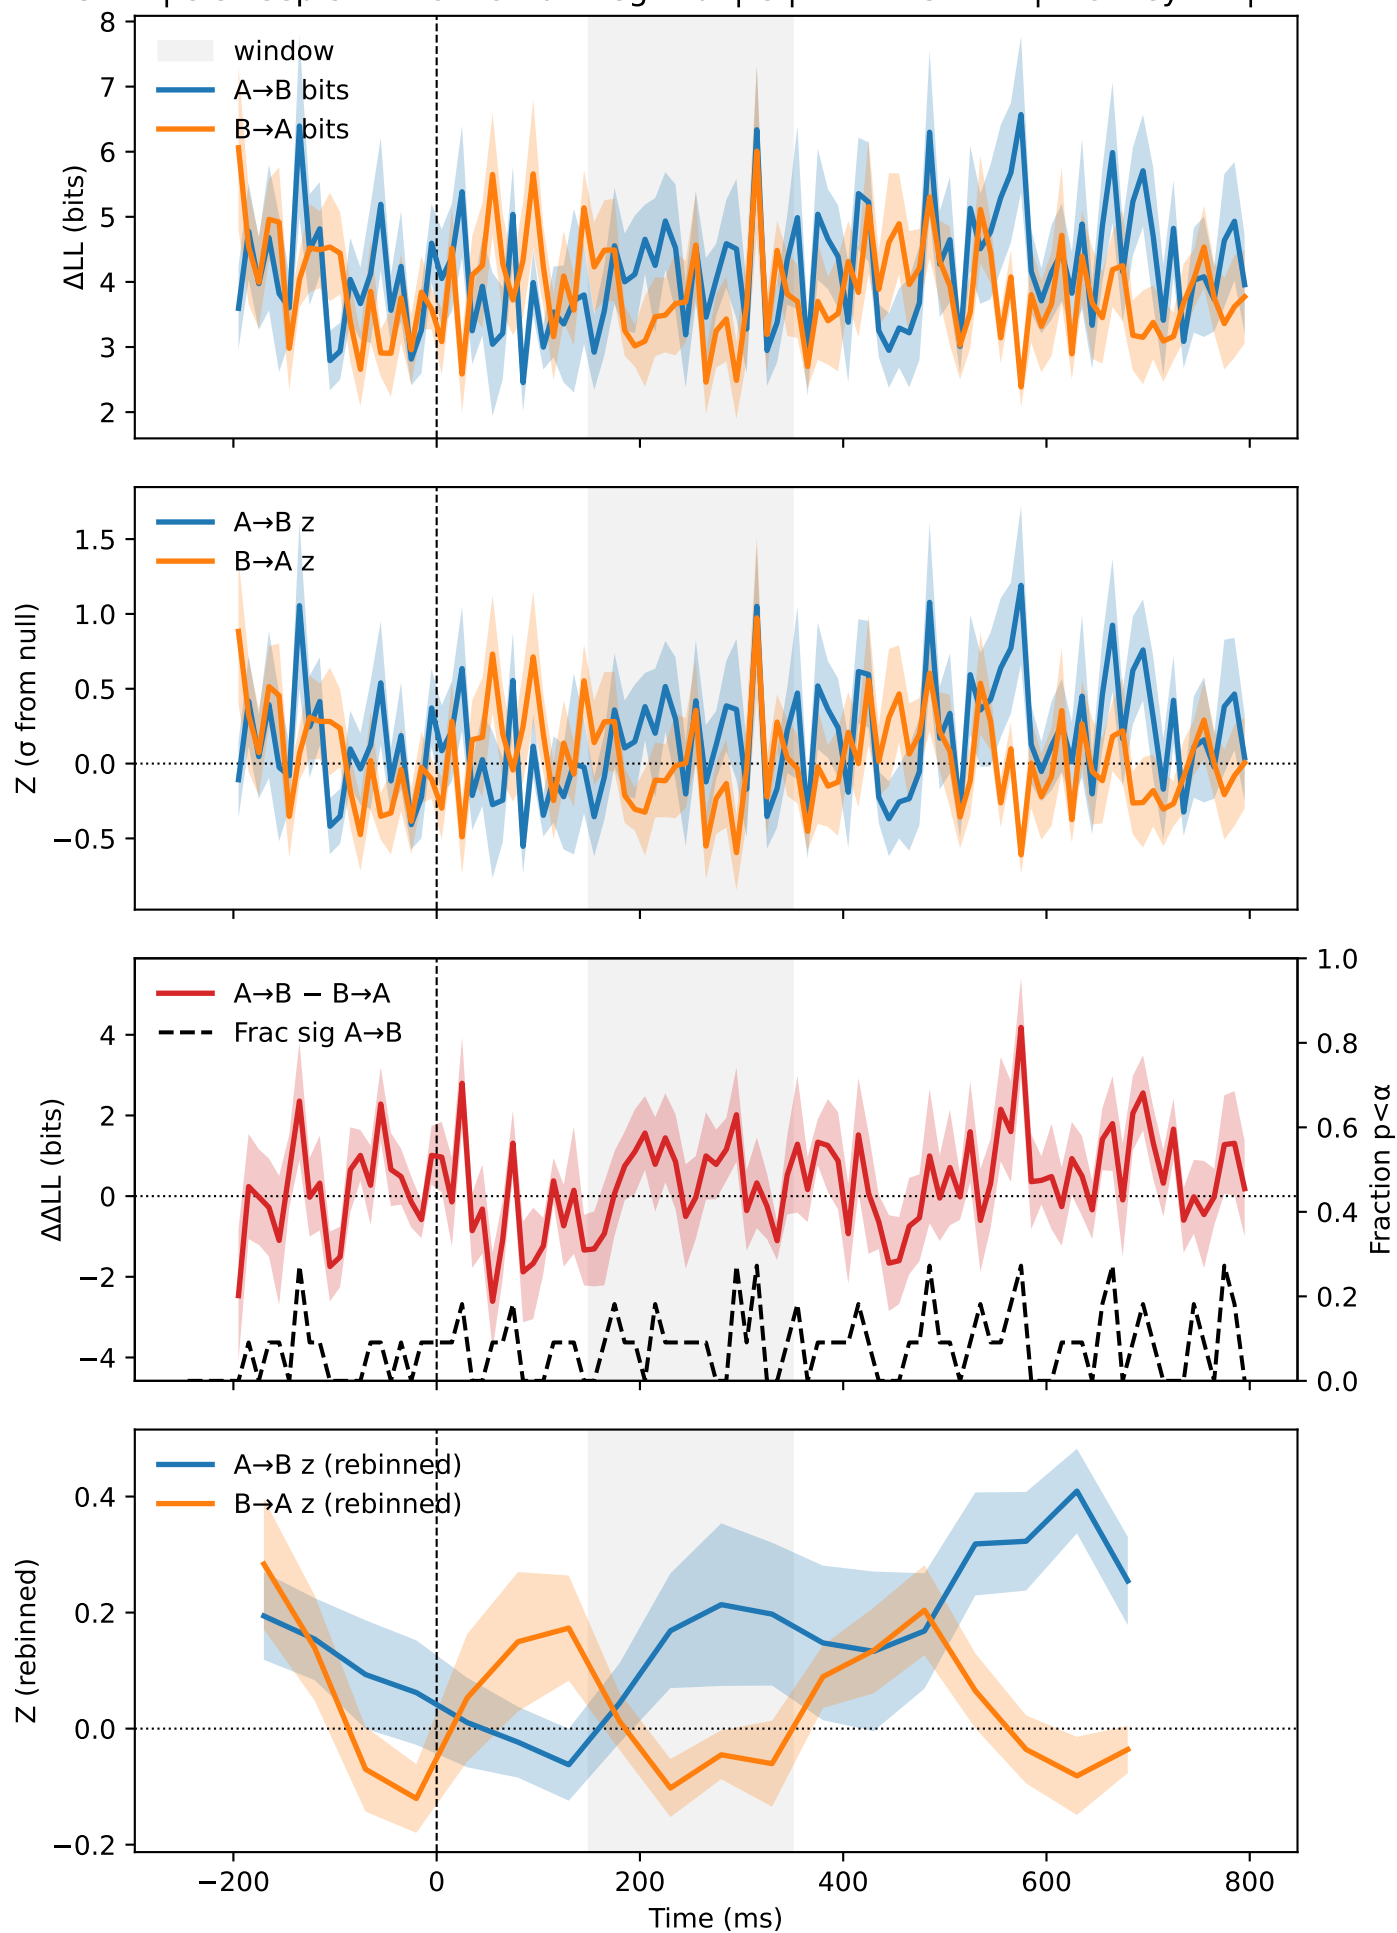 8
7
6
5
4
3
2
ΔLL (bits)
window
A→B bits
B→A bits
1.5
1.0
0.5
0.0
−0.5
Z (σ from null)
A→B z
B→A z
4
2
0
−2
−4
ΔΔLL (bits)
A→B − B→A
Frac sig A→B
1.0
0.8
0.6
0.4
0.2
0.0
Fraction p<α
0.4
0.2
0.0
−0.2
Z (rebinned)
A→B z (rebinned)
B→A z (rebinned)
−200 0 200 400 600 800
Time (ms)